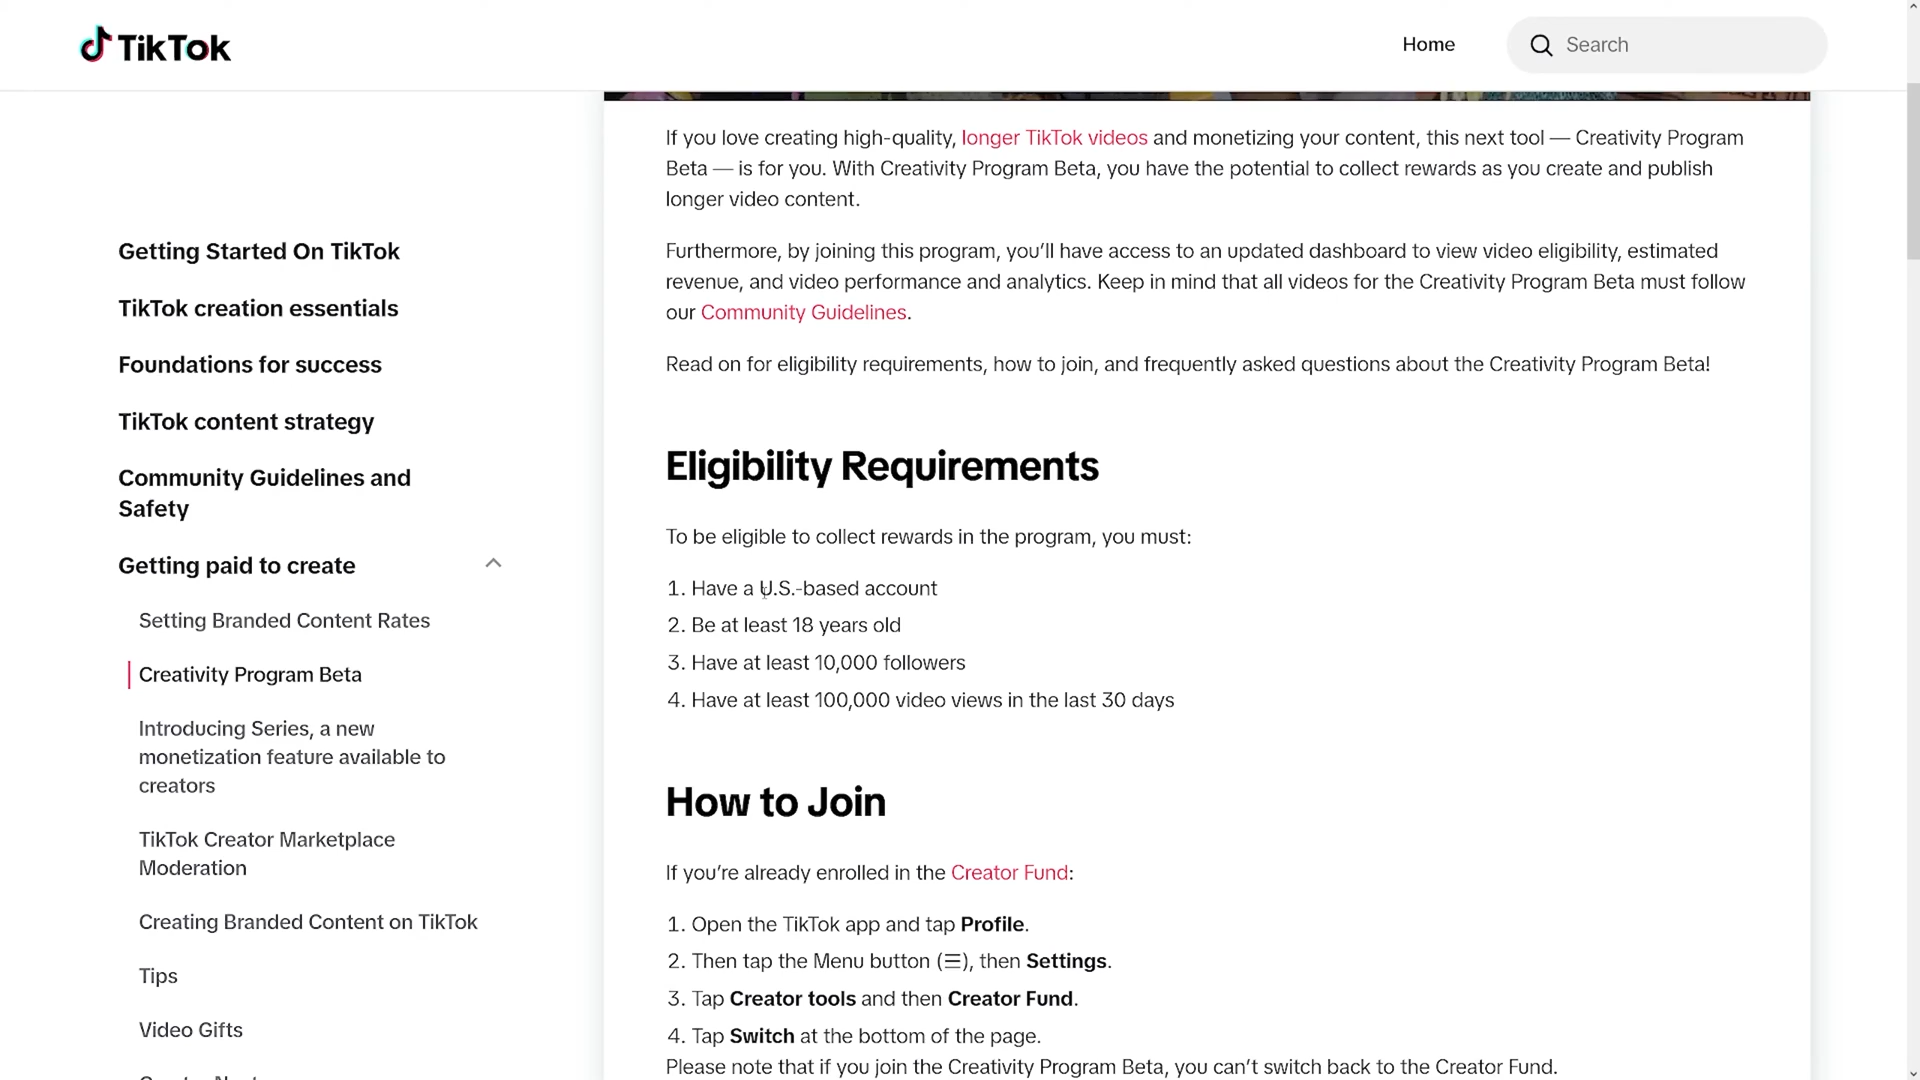 TikTok
Home
Search
If you love creating high-quality, longer TikTok videos and monetizing your content, this next tool — Creativity Program
Beta — is for you. With Creativity Program Beta, you have the potential to collect rewards as you create and publish
longer video content.
Furthermore, by joining this program, you’ll have access to an updated dashboard to view video eligibility, estimated
revenue, and video performance and analytics. Keep in mind that all videos for the Creativity Program Beta must follow
our Community Guidelines.
Read on for eligibility requirements, how to join, and frequently asked questions about the Creativity Program Beta!
Eligibility Requirements
To be eligible to collect rewards in the program, you must:
1. Have a U.S.-based account
2. Be at least 18 years old
3. Have at least 10,000 followers
4. Have at least 100,000 video views in the last 30 days
How to Join
If you’re already enrolled in the Creator Fund:
1. Open the TikTok app and tap Profile.
2. Then tap the Menu button (☰), then Settings.
3. Tap Creator tools and then Creator Fund.
4. Tap Switch at the bottom of the page.
Please note that if you join the Creativity Program Beta, you can’t switch back to the Creator Fund.
Getting Started On TikTok
TikTok creation essentials
Foundations for success
TikTok content strategy
Community Guidelines and
Safety
Getting paid to create
Setting Branded Content Rates
Creativity Program Beta
Introducing Series, a new
monetization feature available to
creators
TikTok Creator Marketplace
Moderation
Creating Branded Content on TikTok
Tips
Video Gifts